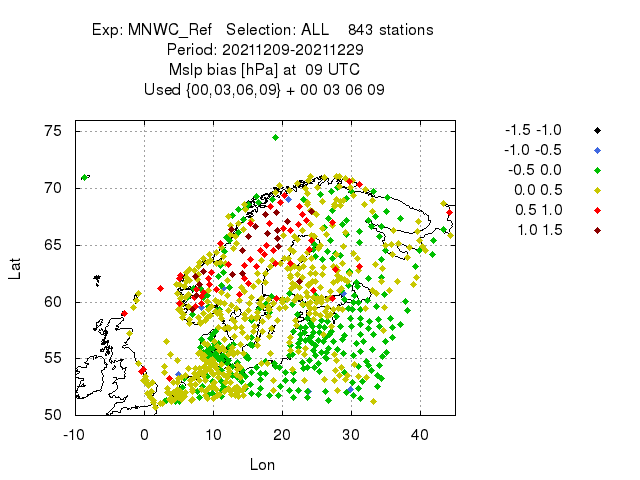 Exp: MNWC_Ref   Selection: ALL    843 stations
Period: 20211209-20211229
Mslp bias [hPa] at  09 UTC
Used {00,03,06,09} + 00 03 06 09
75
70
65
60
55
50
-10 0 10 20 30 40
Lat
Lon
-1.5 -1.0
-1.0 -0.5
-0.5 0.0
0.0 0.5
0.5 1.0
1.0 1.5